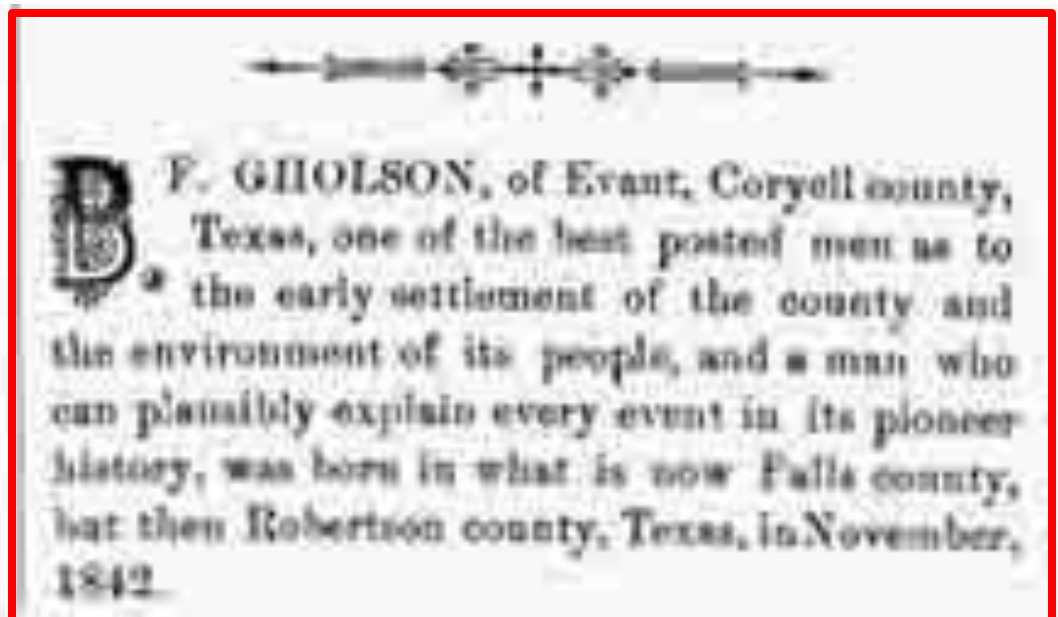 B. F. GHOLSON, of Evant, Coryell county,
Texas, one of the best posted men as to
the early settlement of the county and
the environment of its people, and a man who
can plausibly explain every event in its pioneer
history, was born in what is now Falls county,
but then Robertson county, Texas, in November,
1842.